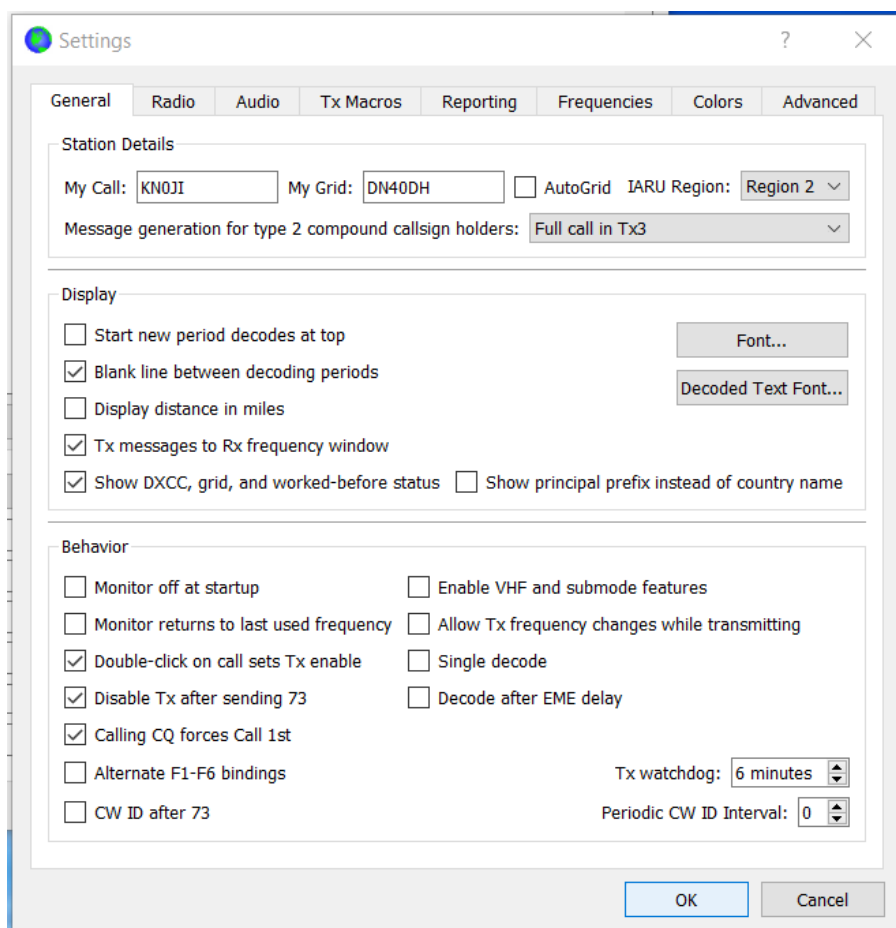 Settings
General Radio Audio Tx Macros Reporting Frequencies Colors Advanced
Station Details
My Call: KN0JI My Grid: DN40DH AutoGrid IARU Region: Region 2
Message generation for type 2 compound callsign holders: Full call in Tx3
Display
Start new period decodes at top Font...
Blank line between decoding periods Decoded Text Font...
Display distance in miles
Tx messages to Rx frequency window
Show DXCC, grid, and worked-before status Show principal prefix instead of country name
Behavior
Monitor off at startup Enable VHF and submode features
Monitor returns to last used frequency Allow Tx frequency changes while transmitting
Double-click on call sets Tx enable Single decode
Disable Tx after sending 73 Decode after EME delay
Calling CQ forces Call 1st
Alternate F1-F6 bindings Tx watchdog: 6 minutes
CW ID after 73 Periodic CW ID Interval: 0
OK Cancel